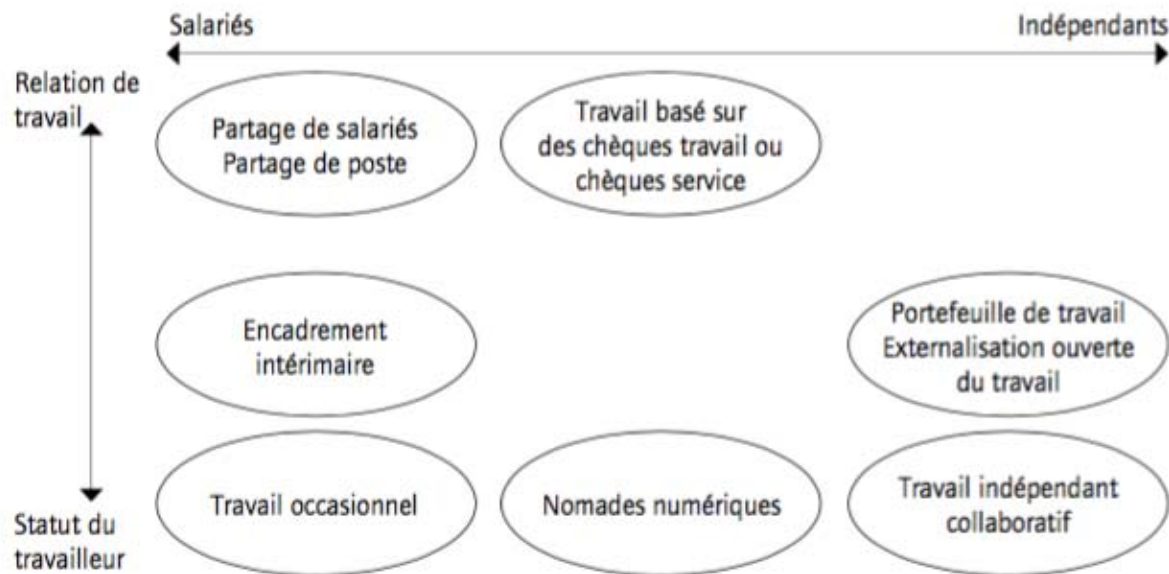 Salariés
Indépendants
Relation de
travail
Partage de salariés
Partage de poste
Travail basé sur
des chèques travail ou
chèques service
Encadrement
intérimaire
Portefeuille de travail
Externalisation ouverte
du travail
Travail occasionnel
Nomades numériques
Travail indépendant
collaboratif
Statut du
travailleur